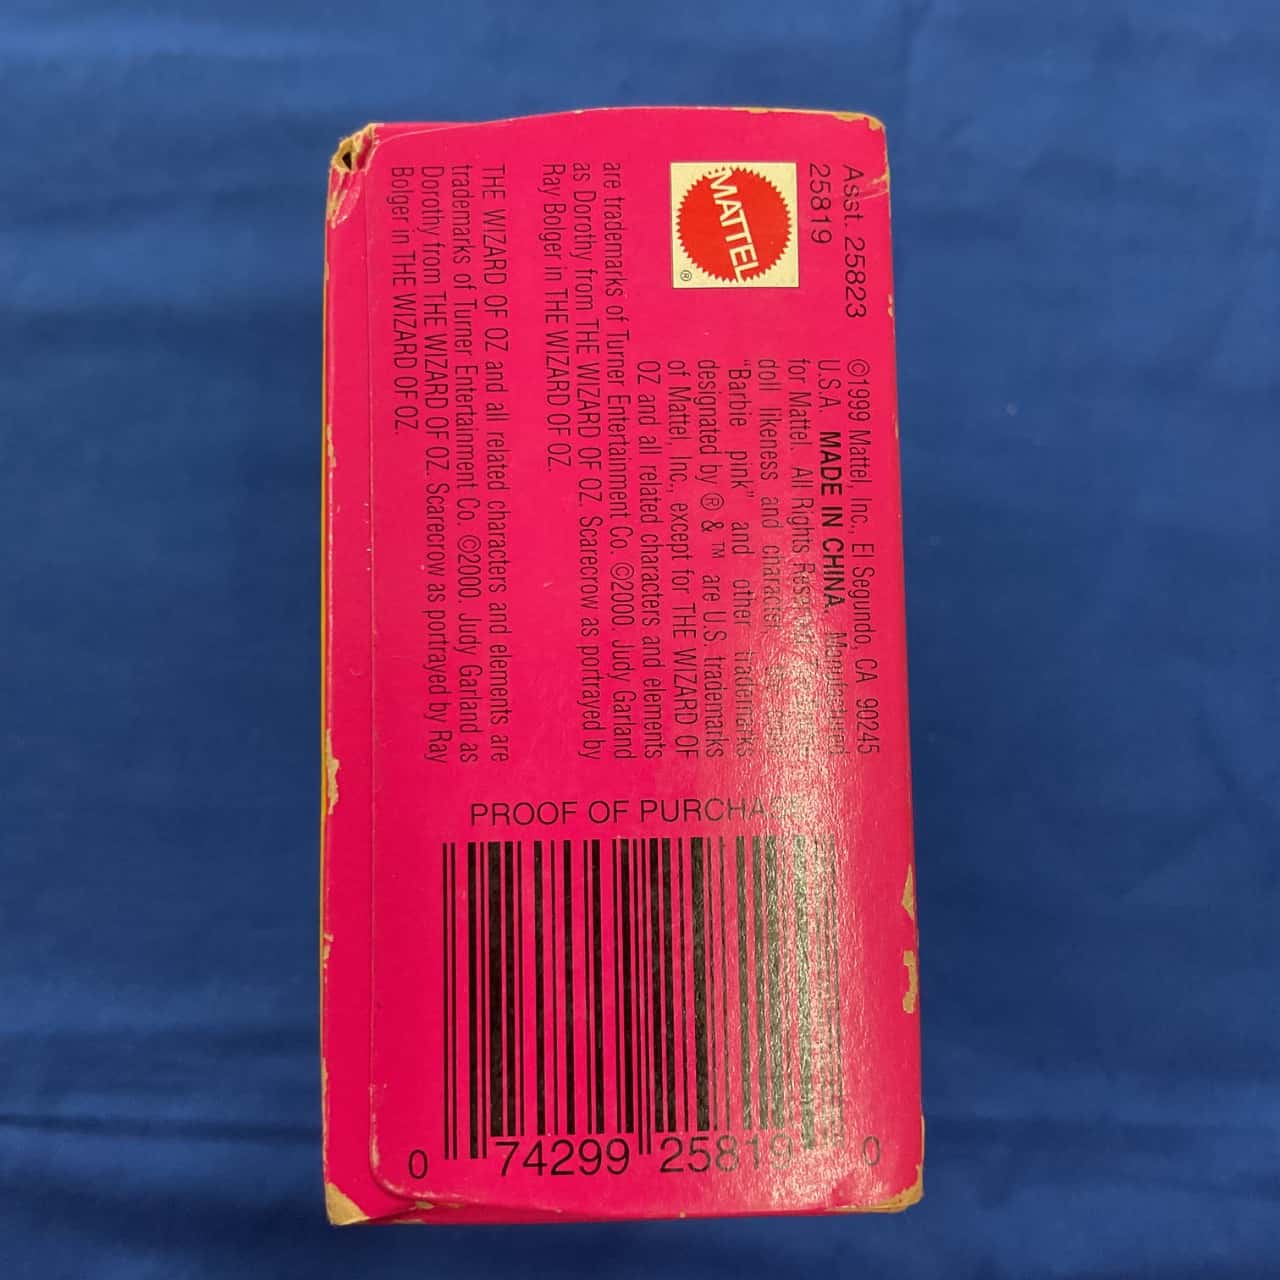 Asst. 25823
25819
MATTEL
®
©1999 Mattel, Inc., El Segundo, CA 90245
U.S.A. MADE IN CHINA. Manufactured
for Mattel. All Rights Reserved.
doll likeness and character,
"Barbie pink" and other trademarks
designated by ® & ™ are U.S. trademarks
of Mattel, Inc., except for THE WIZARD OF
OZ and all related characters and elements
are trademarks of Turner Entertainment Co. ©2000. Judy Garland
as Dorothy from THE WIZARD OF OZ. Scarecrow as portrayed by
Ray Bolger in THE WIZARD OF OZ.
THE WIZARD OF OZ and all related characters and elements are
trademarks of Turner Entertainment Co. ©2000. Judy Garland as
Dorothy from THE WIZARD OF OZ. Scarecrow as portrayed by Ray
Bolger in THE WIZARD OF OZ.
PROOF OF PURCHASE
0 74299 25819 0